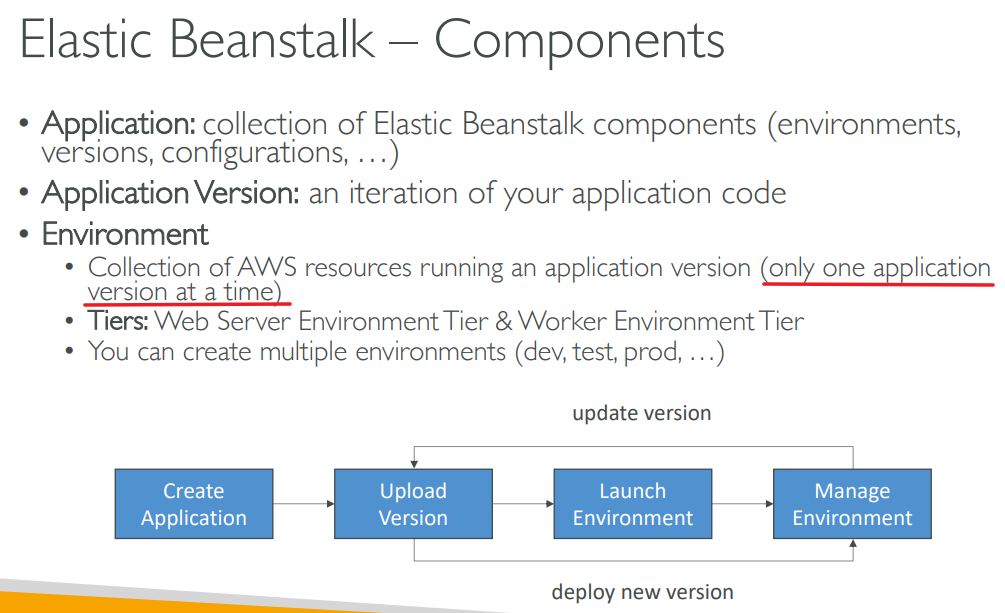 Elastic Beanstalk – Components
• Application: collection of Elastic Beanstalk components (environments,
versions, configurations, …)
• Application Version: an iteration of your application code
• Environment
• Collection of AWS resources running an application version (only one application
version at a time)
• Tiers: Web Server Environment Tier & Worker Environment Tier
• You can create multiple environments (dev, test, prod, …)
update version
Create
Application
Upload
Version
Launch
Environment
Manage
Environment
deploy new version